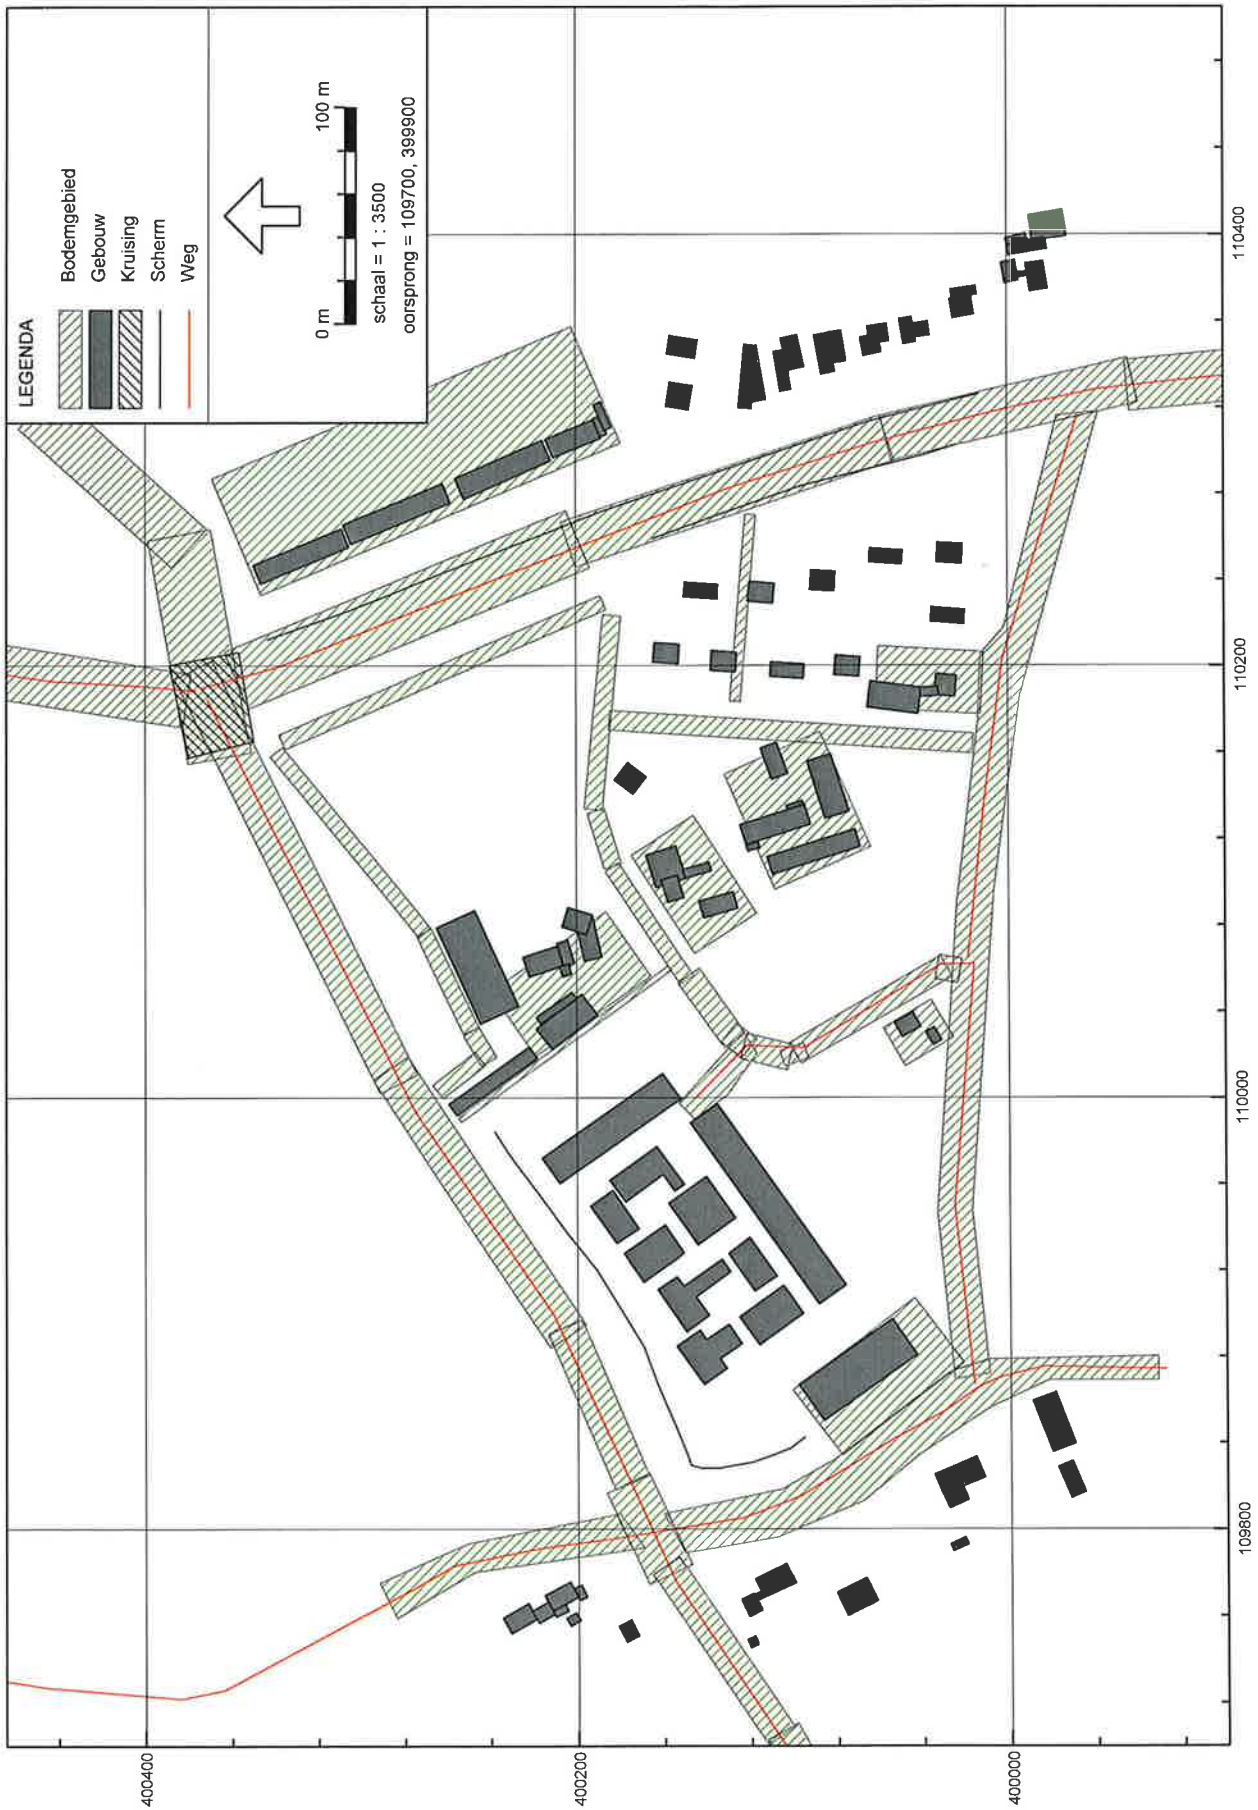 LEGENDA
Bodemgebied
Gebouw
Kruising
Scherm
Weg
0 m
100 m
schaal = 1 : 3500
oorsprong = 109700, 399900
400400
400200
400000
109800
110000
110200
110400